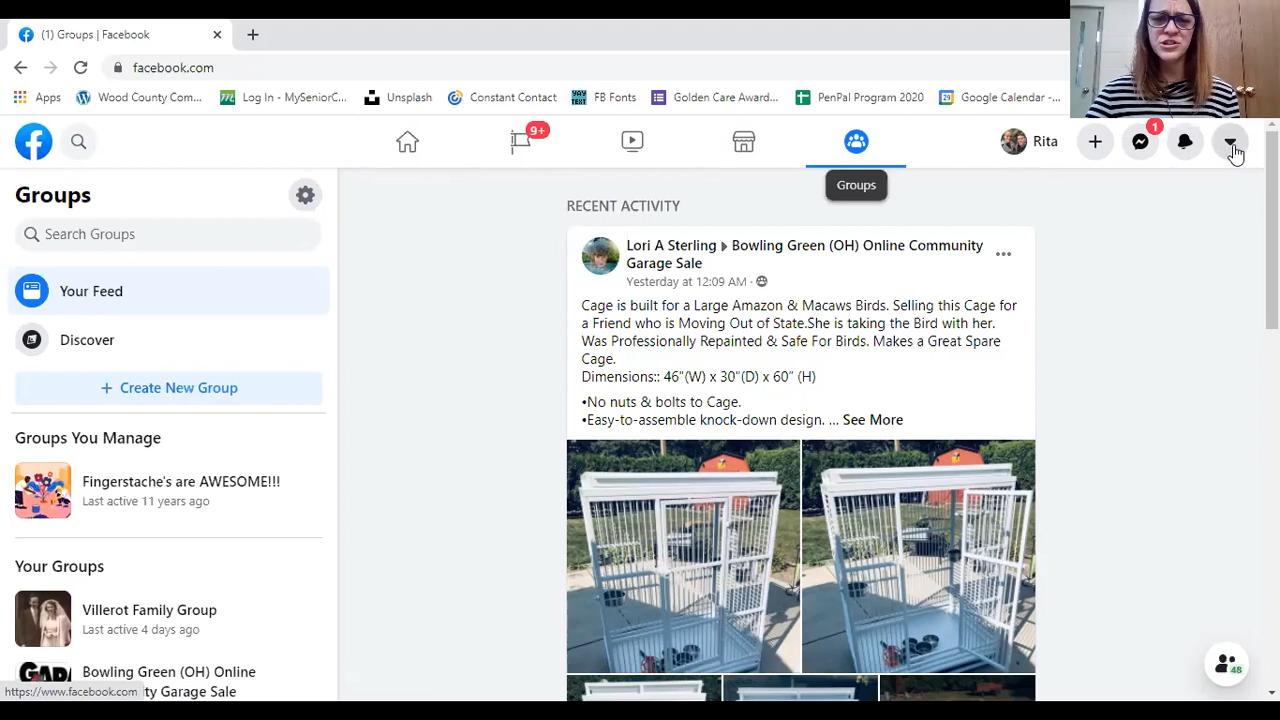 (1) Groups | Facebook
facebook.com
Apps Wood County Com... Log In - MySeniorC... Unsplash Constant Contact YAY TEXT FB Fonts Golden Care Award... PenPal Program 2020 Google Calendar - ...
9+ Rita 1
Groups
Groups
Search Groups
Your Feed
Discover
+ Create New Group
Groups You Manage
Fingerstache's are AWESOME!!!
Last active 11 years ago
Your Groups
Villerot Family Group
Last active 4 days ago
Bowling Green (OH) Online
ty Garage Sale
https://www.facebook.com
RECENT ACTIVITY
Lori A Sterling Bowling Green (OH) Online Community
Garage Sale
Yesterday at 12:09 AM ·
Cage is built for a Large Amazon & Macaws Birds. Selling this Cage for
a Friend who is Moving Out of State.She is taking the Bird with her.
Was Professionally Repainted & Safe For Birds. Makes a Great Spare
Cage.
Dimensions:: 46"(W) x 30"(D) x 60" (H)
•No nuts & bolts to Cage.
•Easy-to-assemble knock-down design. ... See More
48